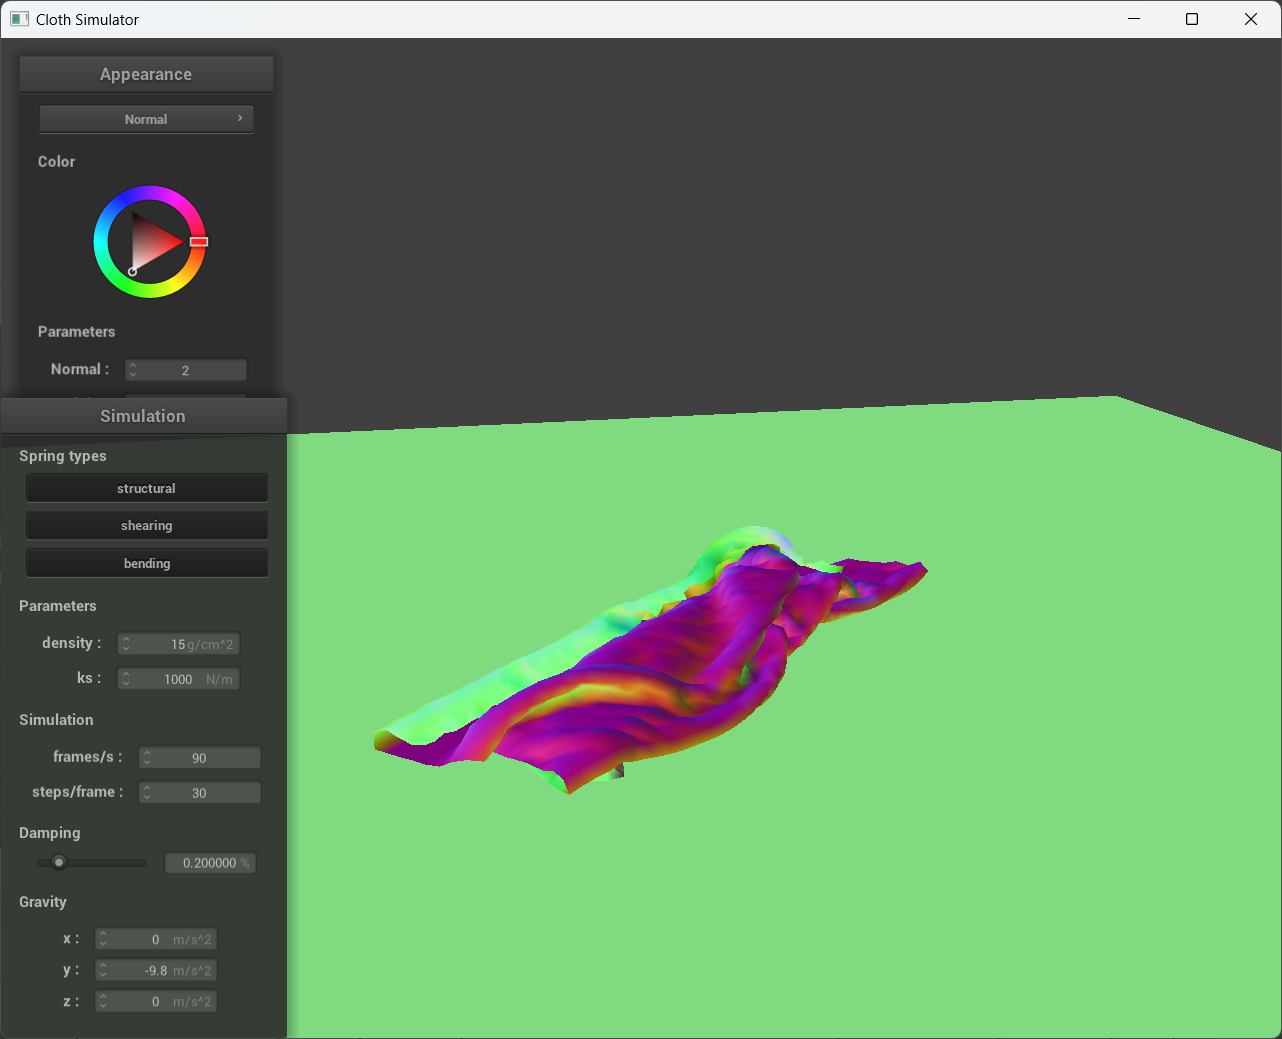 Cloth Simulator
Appearance
Normal
Color
Parameters
Normal : 2
Simulation
Spring types
structural
shearing
bending
Parameters
density : 15 g/cm^2
ks : 1000 N/m
Simulation
frames/s : 90
steps/frame : 30
Damping
0.200000 %
Gravity
x : 0 m/s^2
y : -9.8 m/s^2
z : 0 m/s^2